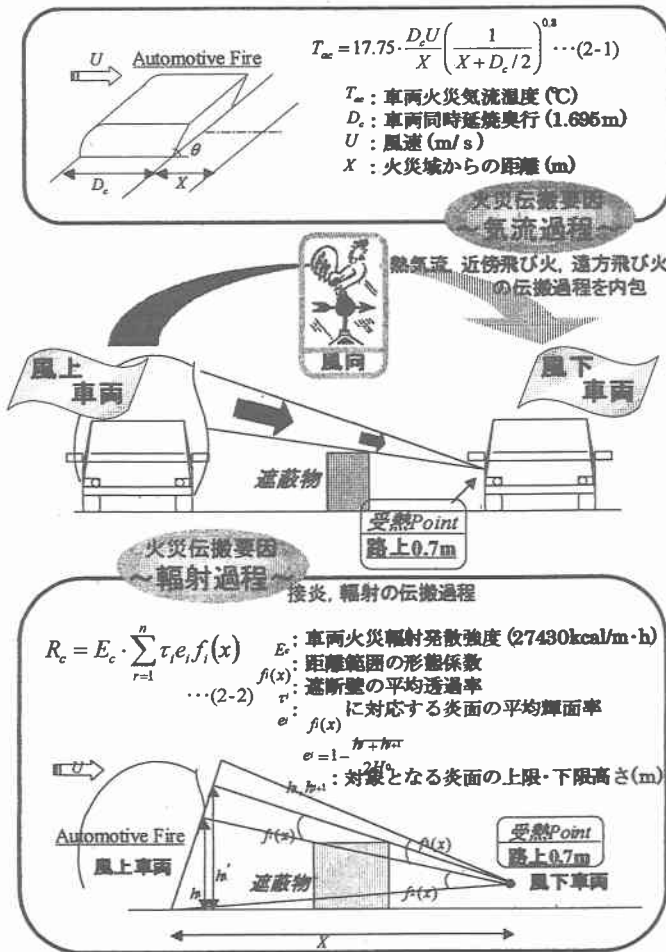 U
Automotive Fire
T_ac = 17.75 · D_cU/X (1/(X + D_c/2))^0.8 ···(2-1)
T_ac : 車両火災気流温度 (℃)
D_c : 車両同時延焼奥行 (1.695m)
U : 風速 (m/s)
X : 火災域からの距離 (m)
θ
D_c
X
火災伝搬要因
~気流過程~
熱気流, 近傍飛び火, 遠方飛び火
の伝搬過程を内包
風向
風上
車両
風下
車両
遮蔽物
受熱Point
路上0.7m
火災伝搬要因
~輻射過程~
接炎, 輻射の伝搬過程
R_c = E_c · Σ_{r=1}^{n} τ_i e_i f_i(x)
···(2-2)
E_c : 車両火災輻射発散強度 (27430kcal/m·h)
f_i(x) : 距離範囲の形態係数
τ_i : 遮断壁の平均透過率
e_i : f_i(x) に対応する炎面の平均輝面率
: 対象となる炎面の上限・下限高さ(m)
U
Automotive Fire
風上車両
遮蔽物
受熱Point
路上0.7m
風下車両
X